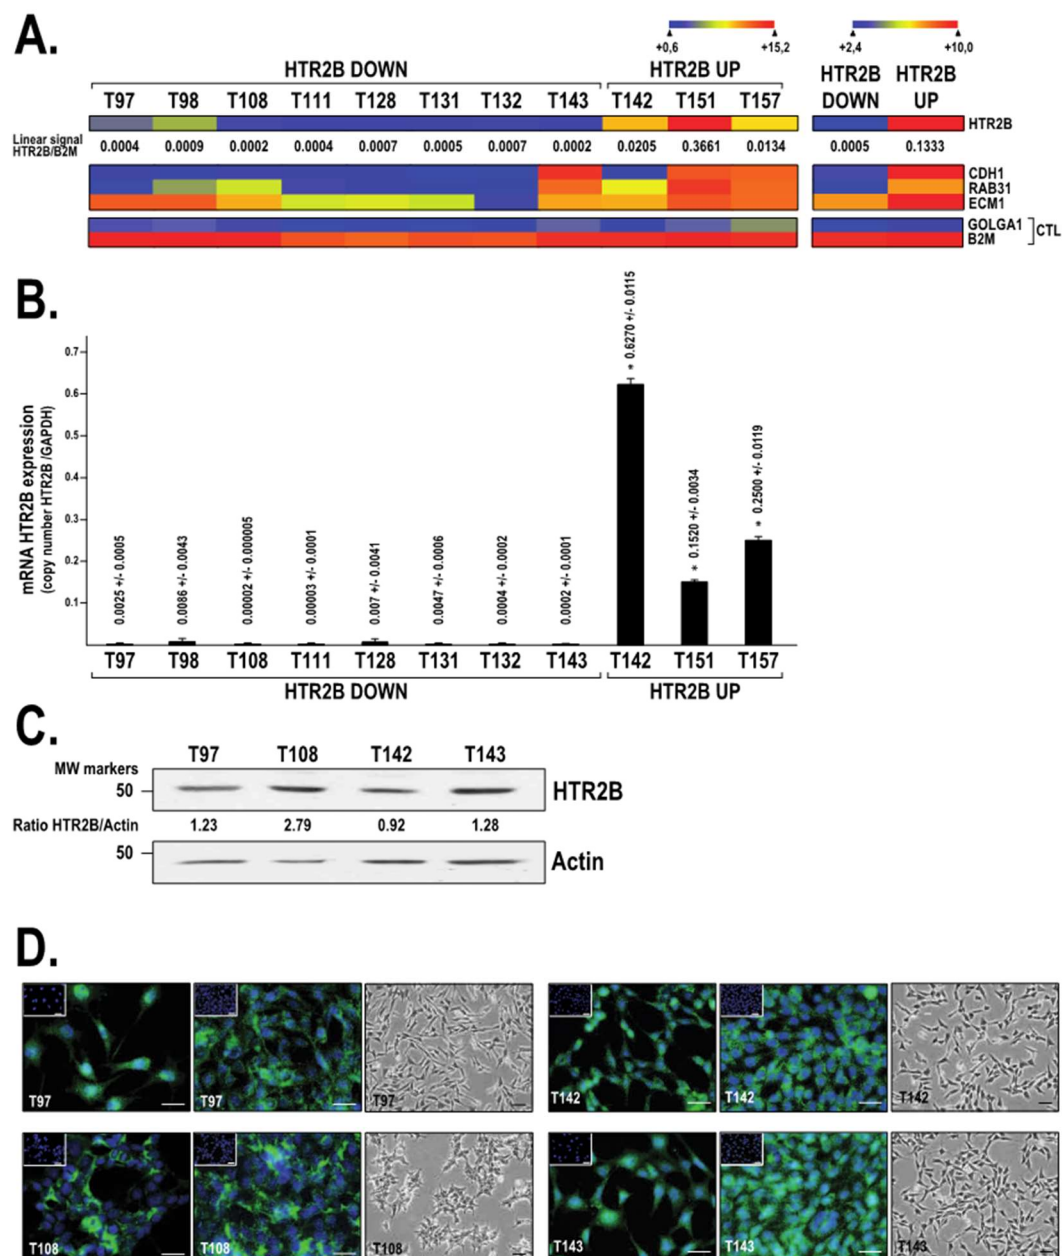 A.
+0,6 +15,2 +2,4 +10,0
HTR2B DOWN HTR2B UP HTR2B DOWN HTR2B UP
T97 T98 T108 T111 T128 T131 T132 T143 T142 T151 T157
HTR2B
Linear signal HTR2B/B2M 0.0004 0.0009 0.0002 0.0004 0.0007 0.0005 0.0007 0.0002 0.0205 0.3661 0.0134 0.0005 0.1333
CDH1
RAB31
ECM1
GOLGA1
B2M
CTL
B.
mRNA HTR2B expression
(copy number HTR2B /GAPDH)
0.7
0.6
0.5
0.4
0.3
0.2
0.1
0.0025 +/- 0.0005
0.0086 +/- 0.0043
0.00002 +/- 0.000005
0.00003 +/- 0.0001
0.007 +/- 0.0041
0.0047 +/- 0.0006
0.0004 +/- 0.0002
0.0002 +/- 0.0001
* 0.6270 +/- 0.0115
* 0.1520 +/- 0.0034
* 0.2500 +/- 0.0119
T97 T98 T108 T111 T128 T131 T132 T143 T142 T151 T157
HTR2B DOWN HTR2B UP
C.
T97 T108 T142 T143
MW markers
50 HTR2B
Ratio HTR2B/Actin 1.23 2.79 0.92 1.28
50 Actin
D.
T97 T97 T97 T142 T142 T142
T108 T108 T108 T143 T143 T143